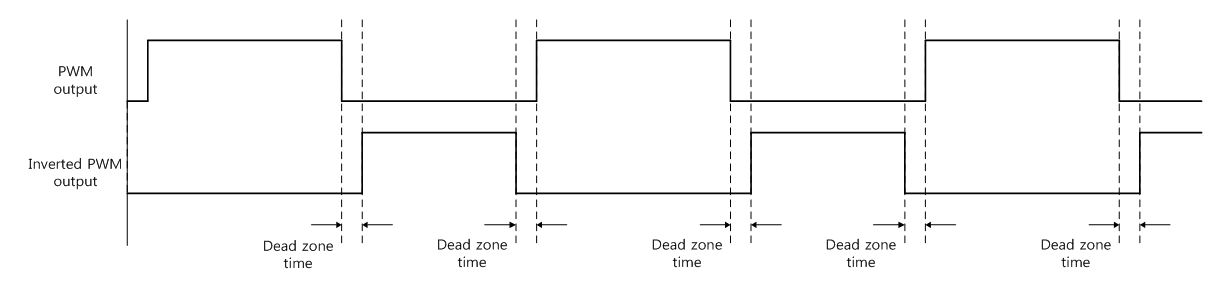 PWM
output
Inverted PWM
output
Dead zone
time
Dead zone
time
Dead zone
time
Dead zone
time
Dead zone
time